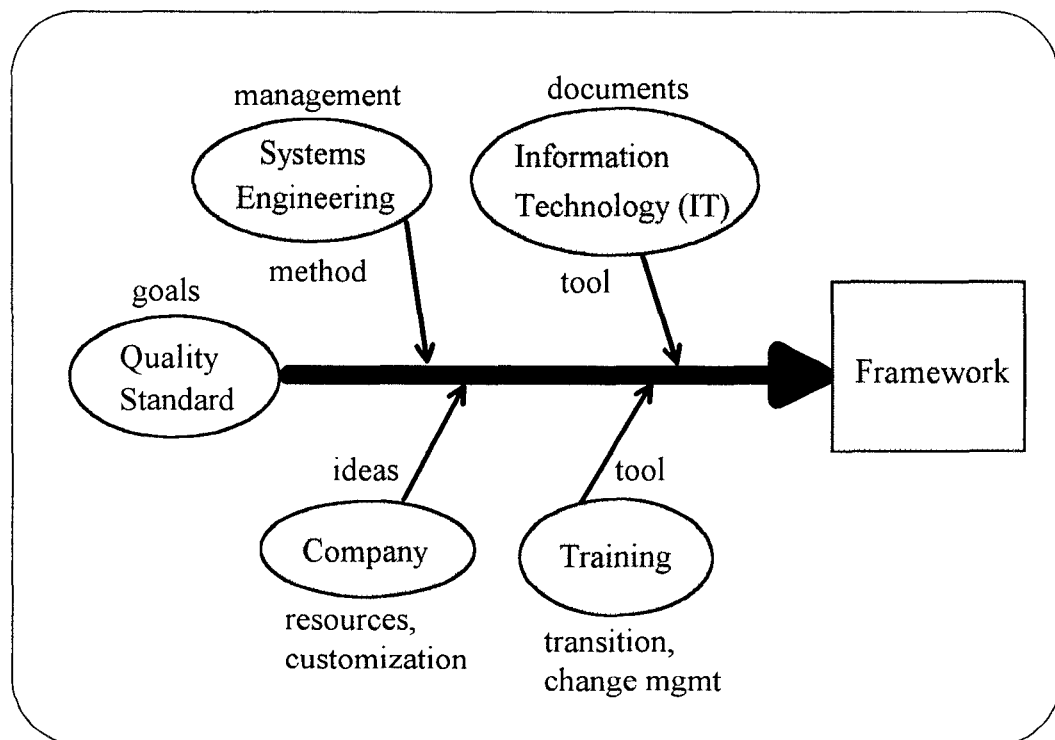 management
Systems
Engineering
method
documents
Information
Technology (IT)
tool
goals
Quality
Standard
Framework
ideas
Company
resources,
customization
tool
Training
transition,
change mgmt